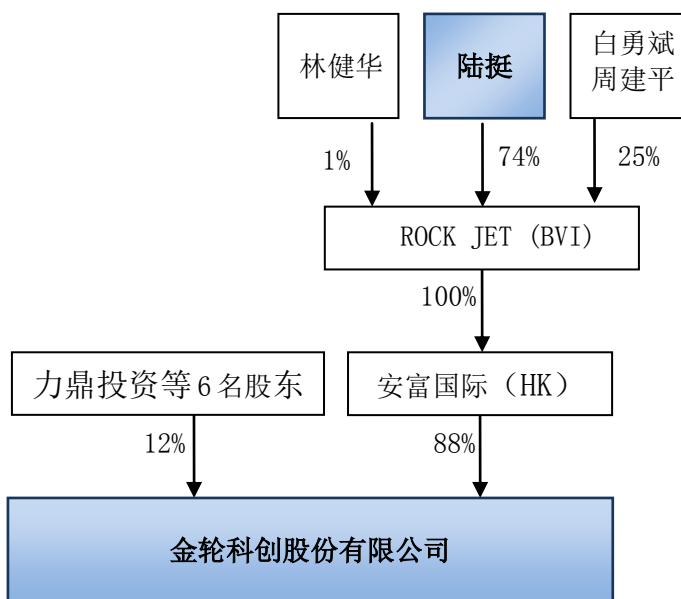 林健华
陆挺
白勇斌
周建平
1%
74%
25%
ROCK JET (BVI)
100%
力鼎投资等6名股东
安富国际（HK）
12%
88%
金轮科创股份有限公司